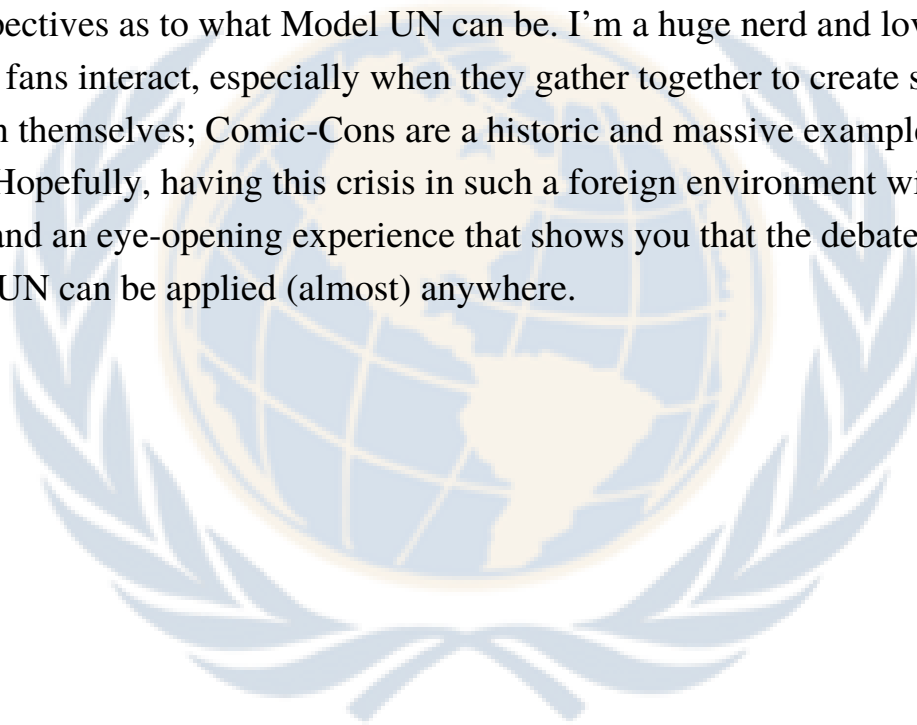 pectives as to what Model UN can be. I’m a huge nerd and lov
fans interact, especially when they gather together to create s
n themselves; Comic-Cons are a historic and massive example
Hopefully, having this crisis in such a foreign environment wi
and an eye-opening experience that shows you that the debate
UN can be applied (almost) anywhere.